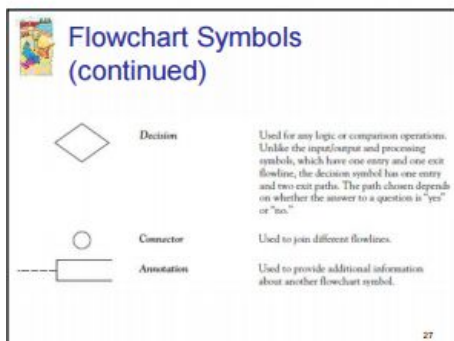 Flowchart Symbols
(continued)
Decision
Used for any logic or comparison operations.
Unlike the input/output and processing
symbols, which have one entry and one exit
flowline, the decision symbol has one entry
and two exit paths. The path chosen depends
on whether the answer to a question is "yes"
or "no."
Connector
Used to join different flowlines.
Annotation
Used to provide additional information
about another flowchart symbol.
27